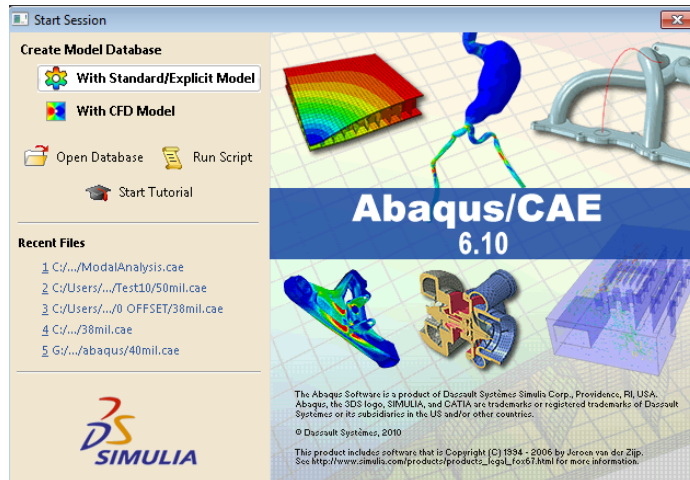 Start Session
Create Model Database
With Standard/Explicit Model
With CFD Model
Open Database
Run Script
Start Tutorial
Recent Files
1 C:/.../ModalAnalysis.cae
2 C:/Users/.../Test10/50mil.cae
3 C:/Users/.../0 OFFSET/38mil.cae
4 C:/.../38mil.cae
5 G:/.../abaqus/40mil.cae
SIMULIA
Abaqus/CAE
6.10
The Abaqus Software is a product of Dassault Systèmes Simulia Corp., Providence, RI, USA.
Abaqus, the 3DS logo, SIMULIA, and CATIA are trademarks or registered trademarks of Dassault
Systèmes or its subsidiaries in the US and/or other countries.
© Dassault Systèmes, 2010
This product includes software that is Copyright (C) 1994 - 2006 by Jeroen van der Zijp.
See http://www.simulia.com/products/products_legal_fox67.html for more information.